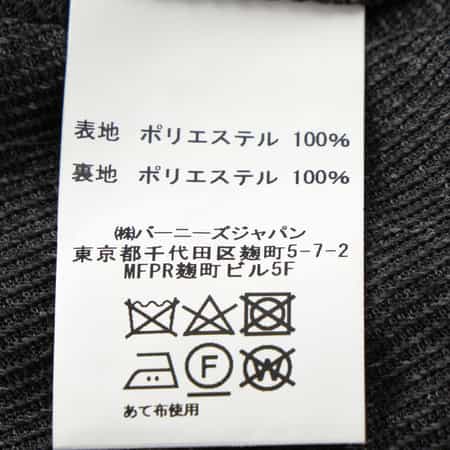 表地 ポリエステル 100%
裏地 ポリエステル 100%
㈱バーニーズジャパン
東京都千代田区麹町5-7-2
MFPR麹町ビル5F
F W
あて布使用